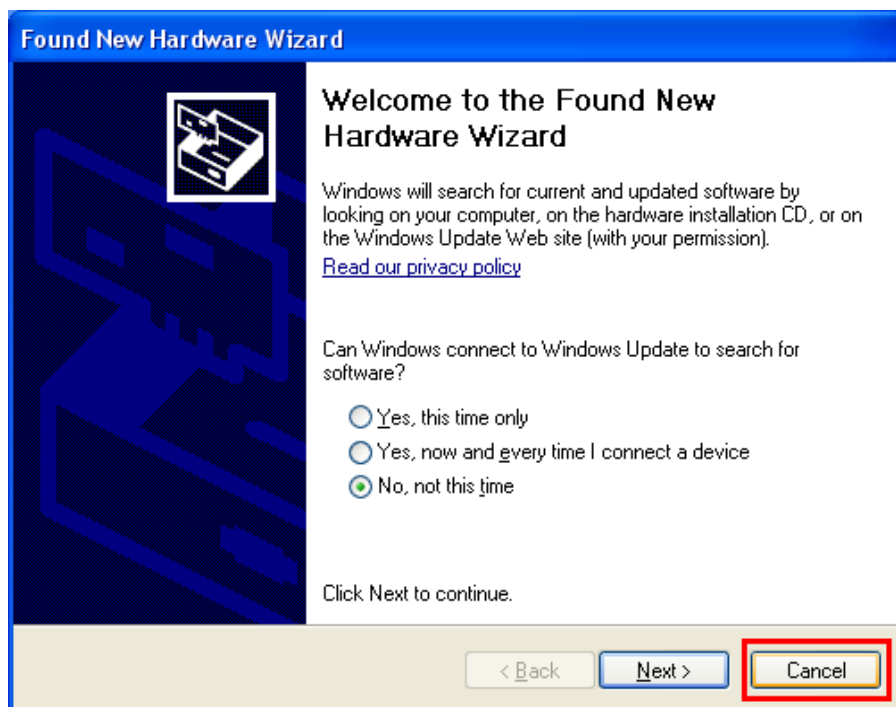 Found New Hardware Wizard
Welcome to the Found New
Hardware Wizard
Windows will search for current and updated software by
looking on your computer, on the hardware installation CD, or on
the Windows Update Web site (with your permission).
Read our privacy policy
Can Windows connect to Windows Update to search for
software?
Yes, this time only
Yes, now and every time I connect a device
No, not this time
Click Next to continue.
< Back Next > Cancel